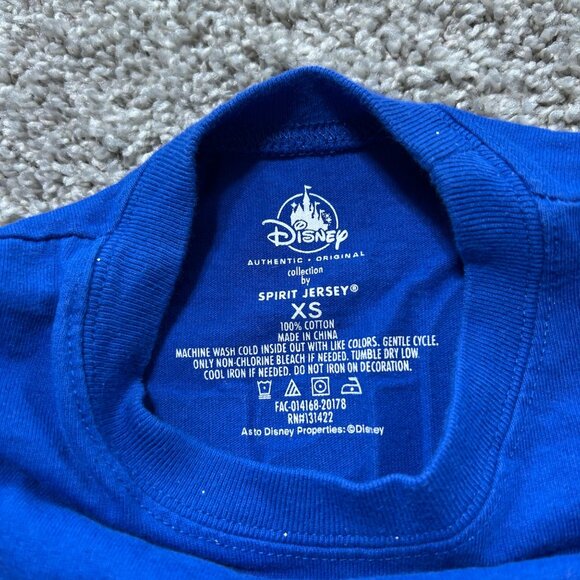 Disney
AUTHENTIC • ORIGINAL
collection
by
SPIRIT JERSEY®
XS
100% COTTON
MADE IN CHINA
MACHINE WASH COLD INSIDE OUT WITH LIKE COLORS. GENTLE CYCLE.
ONLY NON-CHLORINE BLEACH IF NEEDED. TUMBLE DRY LOW.
COOL IRON IF NEEDED. DO NOT IRON ON DECORATION.
FAC-014168-20178
RN#131422
As to Disney Properties: ©Disney